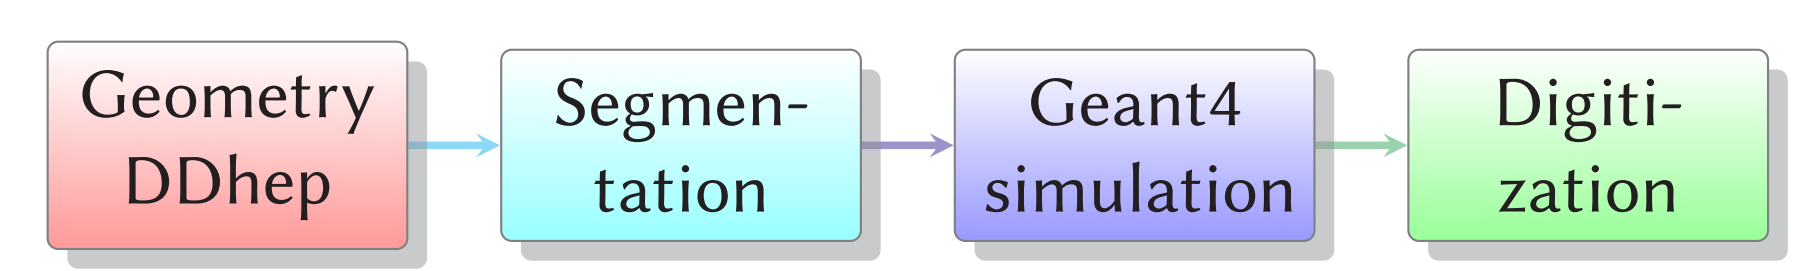 Geometry
DDhep
Segmen-
tation
Geant4
simulation
Digiti-
zation